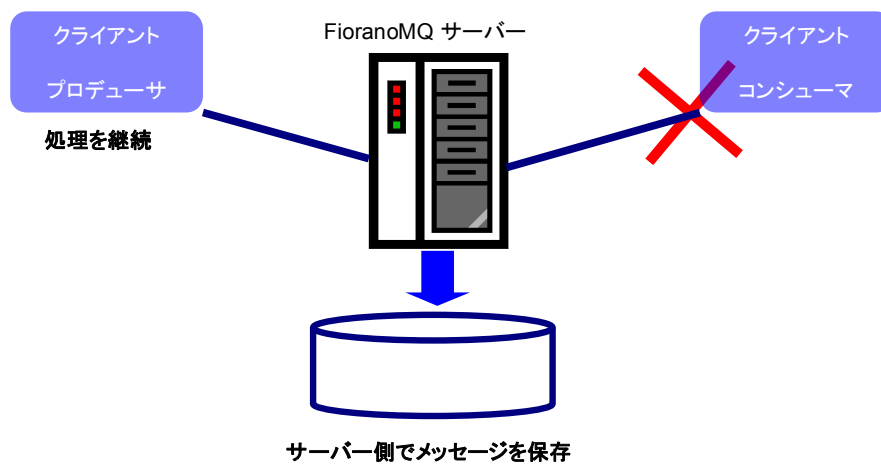 クライアント
プロデューサ
処理を継続
FioranoMQ サーバー
クライアント
コンシューマ
サーバー側でメッセージを保存